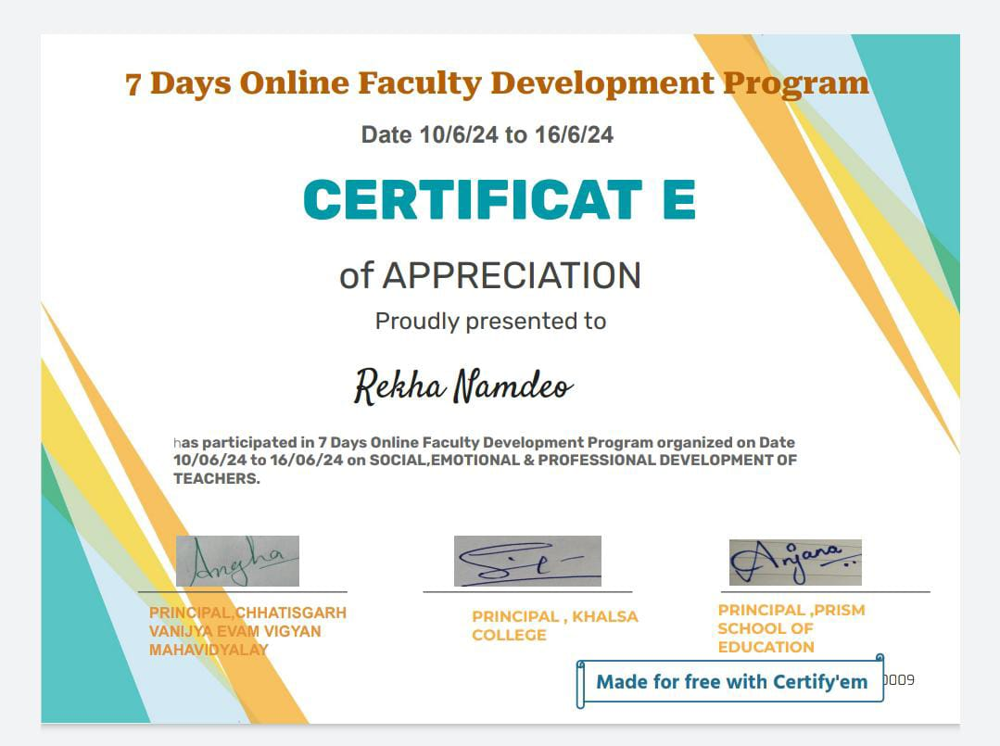 7 Days Online Faculty Development Program
Date 10/6/24 to 16/6/24
CERTIFICAT E
of APPRECIATION
Proudly presented to
Rekha Namdeo
has participated in 7 Days Online Faculty Development Program organized on Date
10/06/24 to 16/06/24 on SOCIAL,EMOTIONAL & PROFESSIONAL DEVELOPMENT OF
TEACHERS.
Angha
Anjana
PRINCIPAL,CHHATISGARH
VANIJYA EVAM VIGYAN
MAHAVIDYALAY
PRINCIPAL , KHALSA
COLLEGE
PRINCIPAL ,PRISM
SCHOOL OF
EDUCATION
Made for free with Certify'em
0009